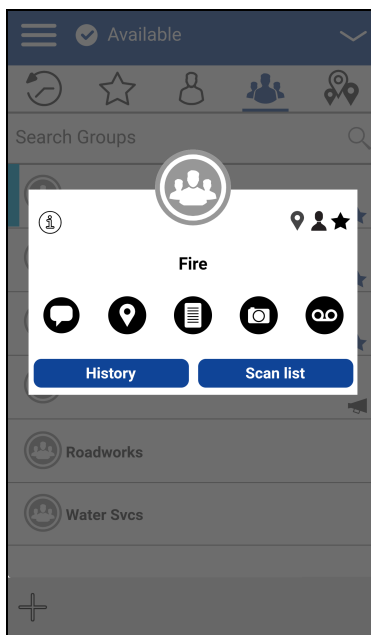 Available
Search Groups
Fire
History
Scan list
Roadworks
Water Svcs